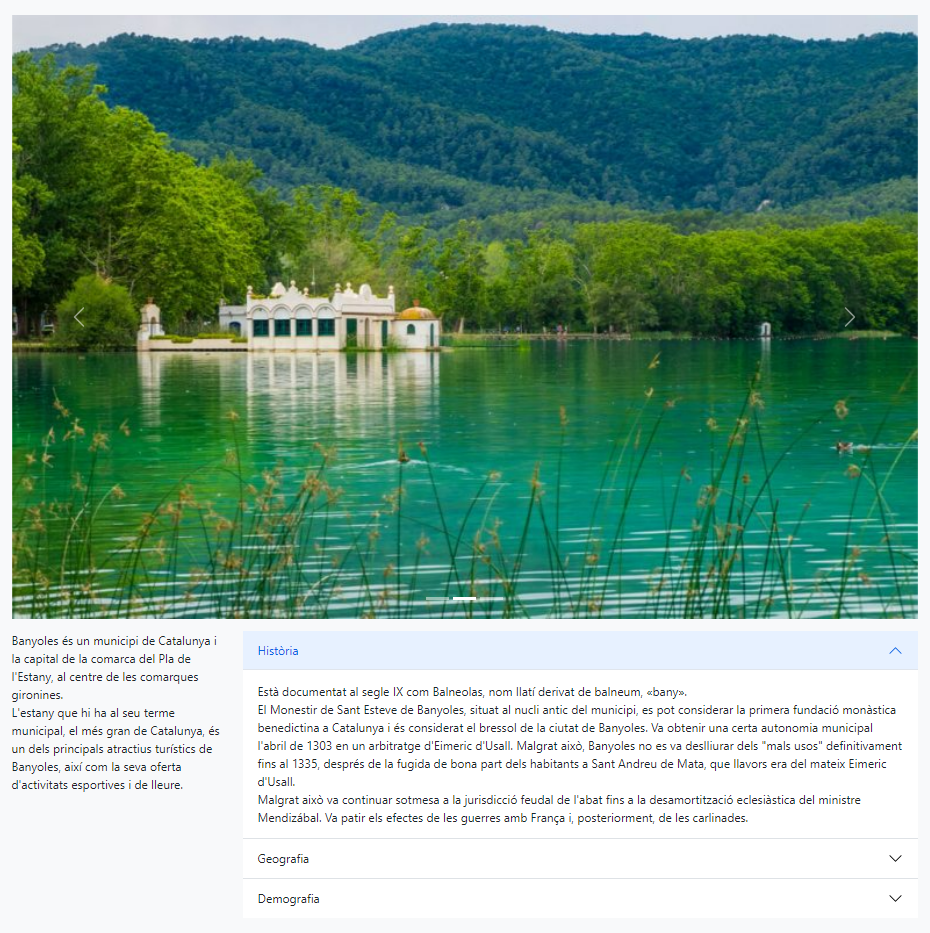 Banyoles és un municipi de Catalunya i
la capital de la comarca del Pla de
l'Estany, al centre de les comarques
gironines.
L'estany que hi ha al seu terme
municipal, el més gran de Catalunya, és
un dels principals atractius turístics de
Banyoles, així com la seva oferta
d'activitats esportives i de lleure.
Història
Està documentat al segle IX com Balneolas, nom llatí derivat de balneum, «bany».
El Monestir de Sant Esteve de Banyoles, situat al nucli antic del municipi, es pot considerar la primera fundació monàstica
benedictina a Catalunya i és considerat el bressol de la ciutat de Banyoles. Va obtenir una certa autonomia municipal
l'abril de 1303 en un arbitratge d'Eimeric d'Usall. Malgrat això, Banyoles no es va deslliurar dels "mals usos" definitivament
fins al 1335, després de la fugida de bona part dels habitants a Sant Andreu de Mata, que llavors era del mateix Eimeric
d'Usall.
Malgrat això va continuar sotmesa a la jurisdicció feudal de l'abat fins a la desamortització eclesiàstica del ministre
Mendizábal. Va patir els efectes de les guerres amb França i, posteriorment, de les carlinades.
Geografia
Demografia